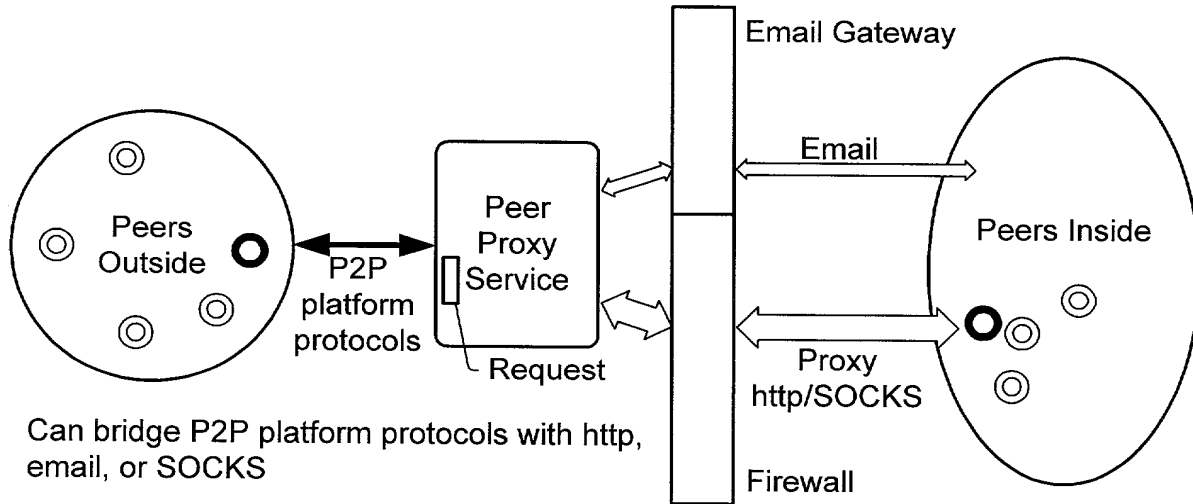 Email Gateway
Email
Peers
Outside
P2P
platform
protocols
Peer
Proxy
Service
Request
Peers Inside
Proxy
http/SOCKS
Can bridge P2P platform protocols with http,
email, or SOCKS
Firewall